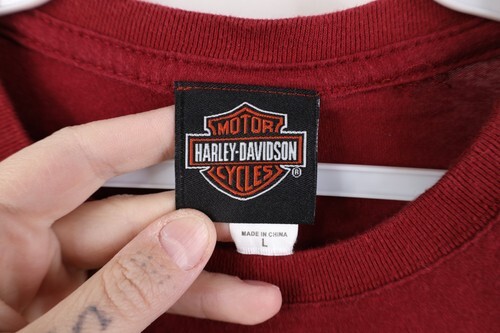 MOTOR
HARLEY-DAVIDSON
CYCLES
®
MADE IN CHINA
L